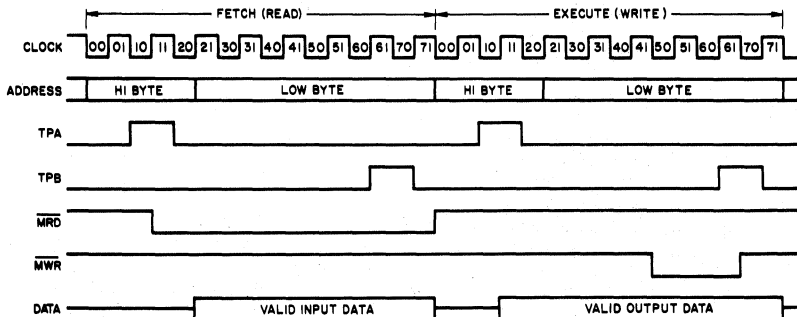 FETCH (READ) EXECUTE (WRITE)
CLOCK 00 01 10 11 20 21 30 31 40 41 50 51 60 61 70 71 00 01 10 11 20 21 30 31 40 41 50 51 60 61 70 71
ADDRESS HI BYTE LOW BYTE HI BYTE LOW BYTE
TPA
TPB
MRD
MWR
DATA VALID INPUT DATA VALID OUTPUT DATA